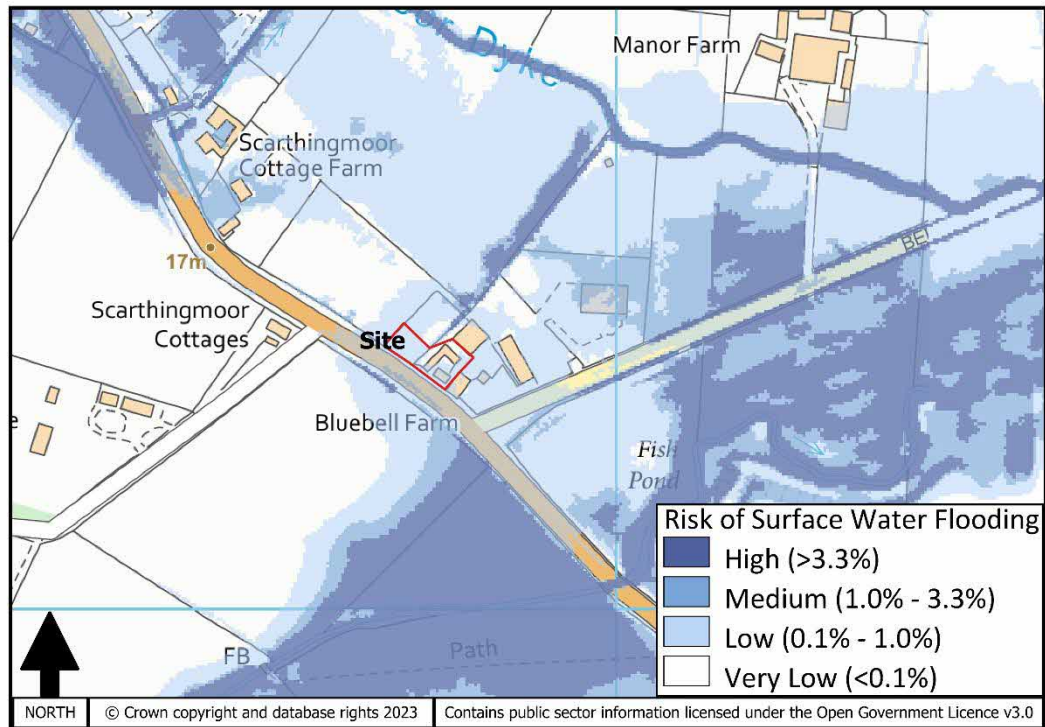 Dyke
Manor Farm
Scarthingmoor
Cottage Farm
17m
Scarthingmoor
Cottages
Site
Bluebell Farm
Fish
Pond
Path
FB
Risk of Surface Water Flooding
High (>3.3%)
Medium (1.0% - 3.3%)
Low (0.1% - 1.0%)
Very Low (<0.1%)
NORTH
© Crown copyright and database rights 2023
Contains public sector information licensed under the Open Government Licence v3.0